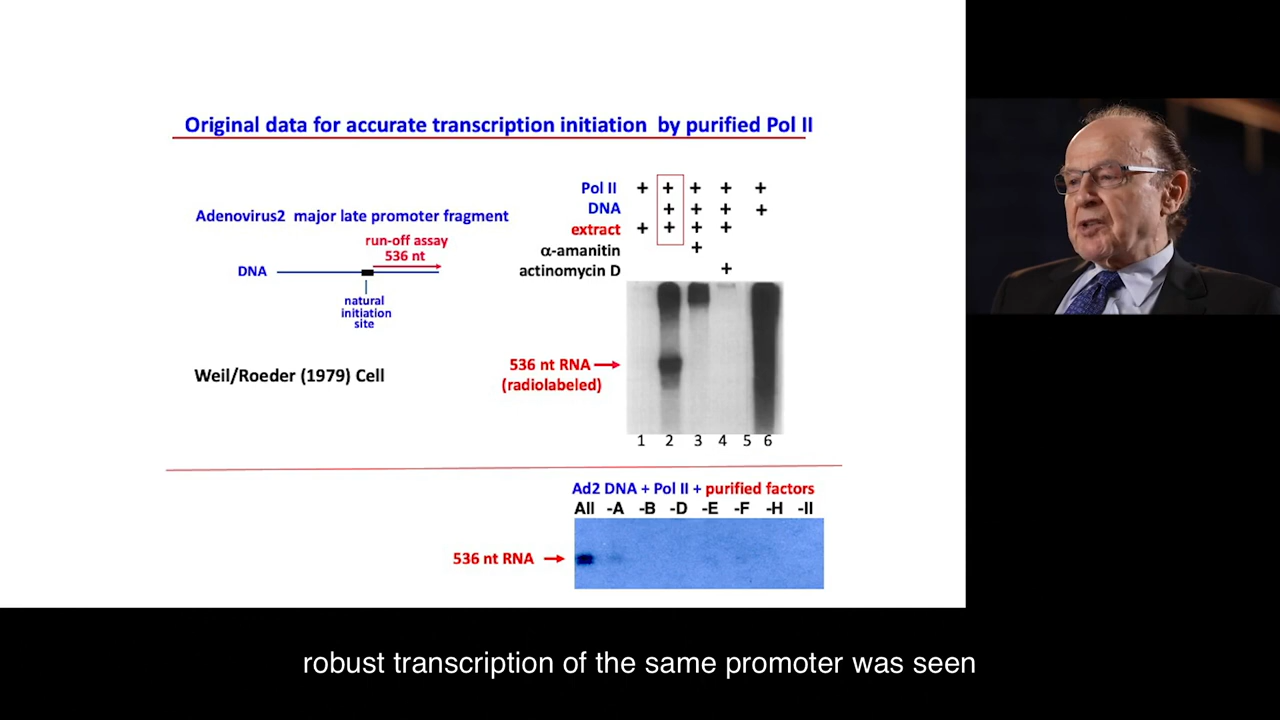 Original data for accurate transcription initiation by purified Pol II
Adenovirus2 major late promoter fragment
run-off assay
536 nt
DNA
natural
initiation
site
Weil/Roeder (1979) Cell
Pol II + + + + +
DNA + + + +
extract + + + +
α-amanitin +
actinomycin D +
536 nt RNA
(radiolabeled)
1 2 3 4 5 6
Ad2 DNA + Pol II + purified factors
All -A -B -D -E -F -H -II
536 nt RNA
robust transcription of the same promoter was seen